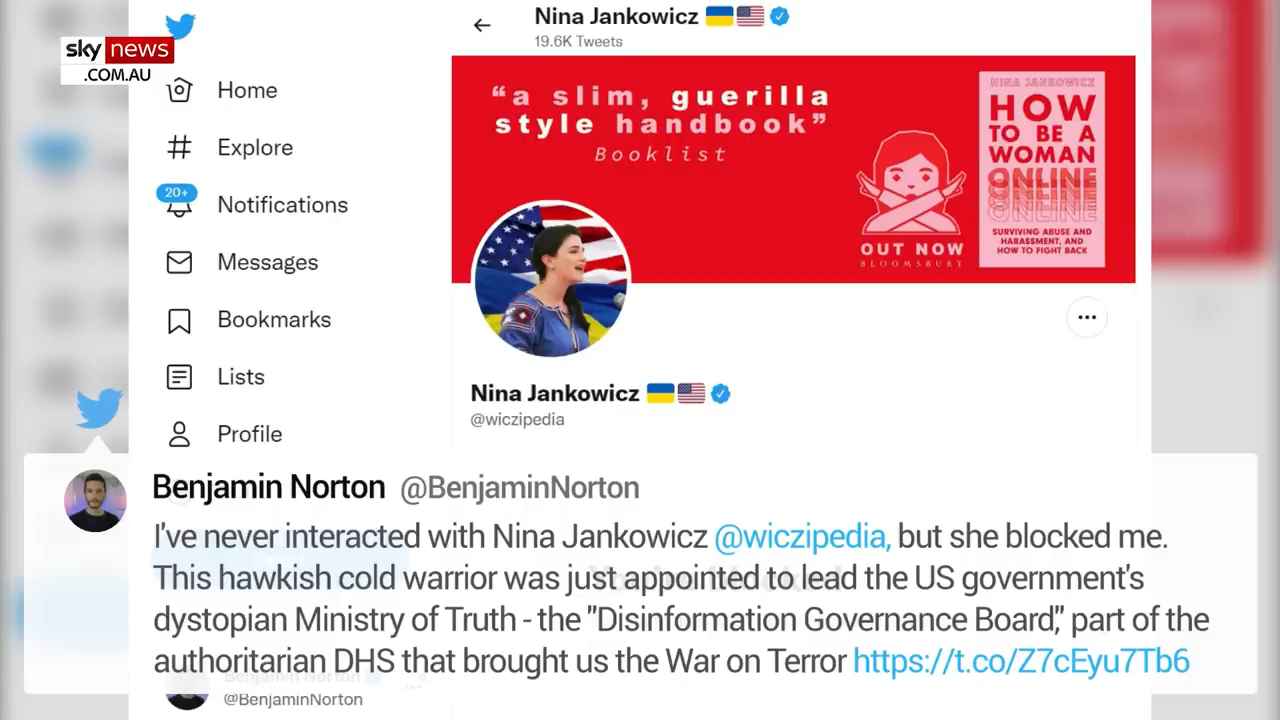 sky news
.COM.AU
Nina Jankowicz
19.6K Tweets
Home
Explore
20+
Notifications
Messages
Bookmarks
Lists
Profile
“a slim, guerilla
style handbook”
Booklist
OUT NOW
BLOOMSBURY
NINA JANKOWICZ
HOW
TO BE A
WOMAN
ONLINE
ONLINE
ONLINE
SURVIVING ABUSE AND
HARASSMENT, AND
HOW TO FIGHT BACK
Nina Jankowicz
@wiczipedia
Benjamin Norton @BenjaminNorton
I've never interacted with Nina Jankowicz @wiczipedia, but she blocked me.
This hawkish cold warrior was just appointed to lead the US government's
dystopian Ministry of Truth - the "Disinformation Governance Board," part of the
authoritarian DHS that brought us the War on Terror https://t.co/Z7cEyu7Tb6
Benjamin Norton
@BenjaminNorton